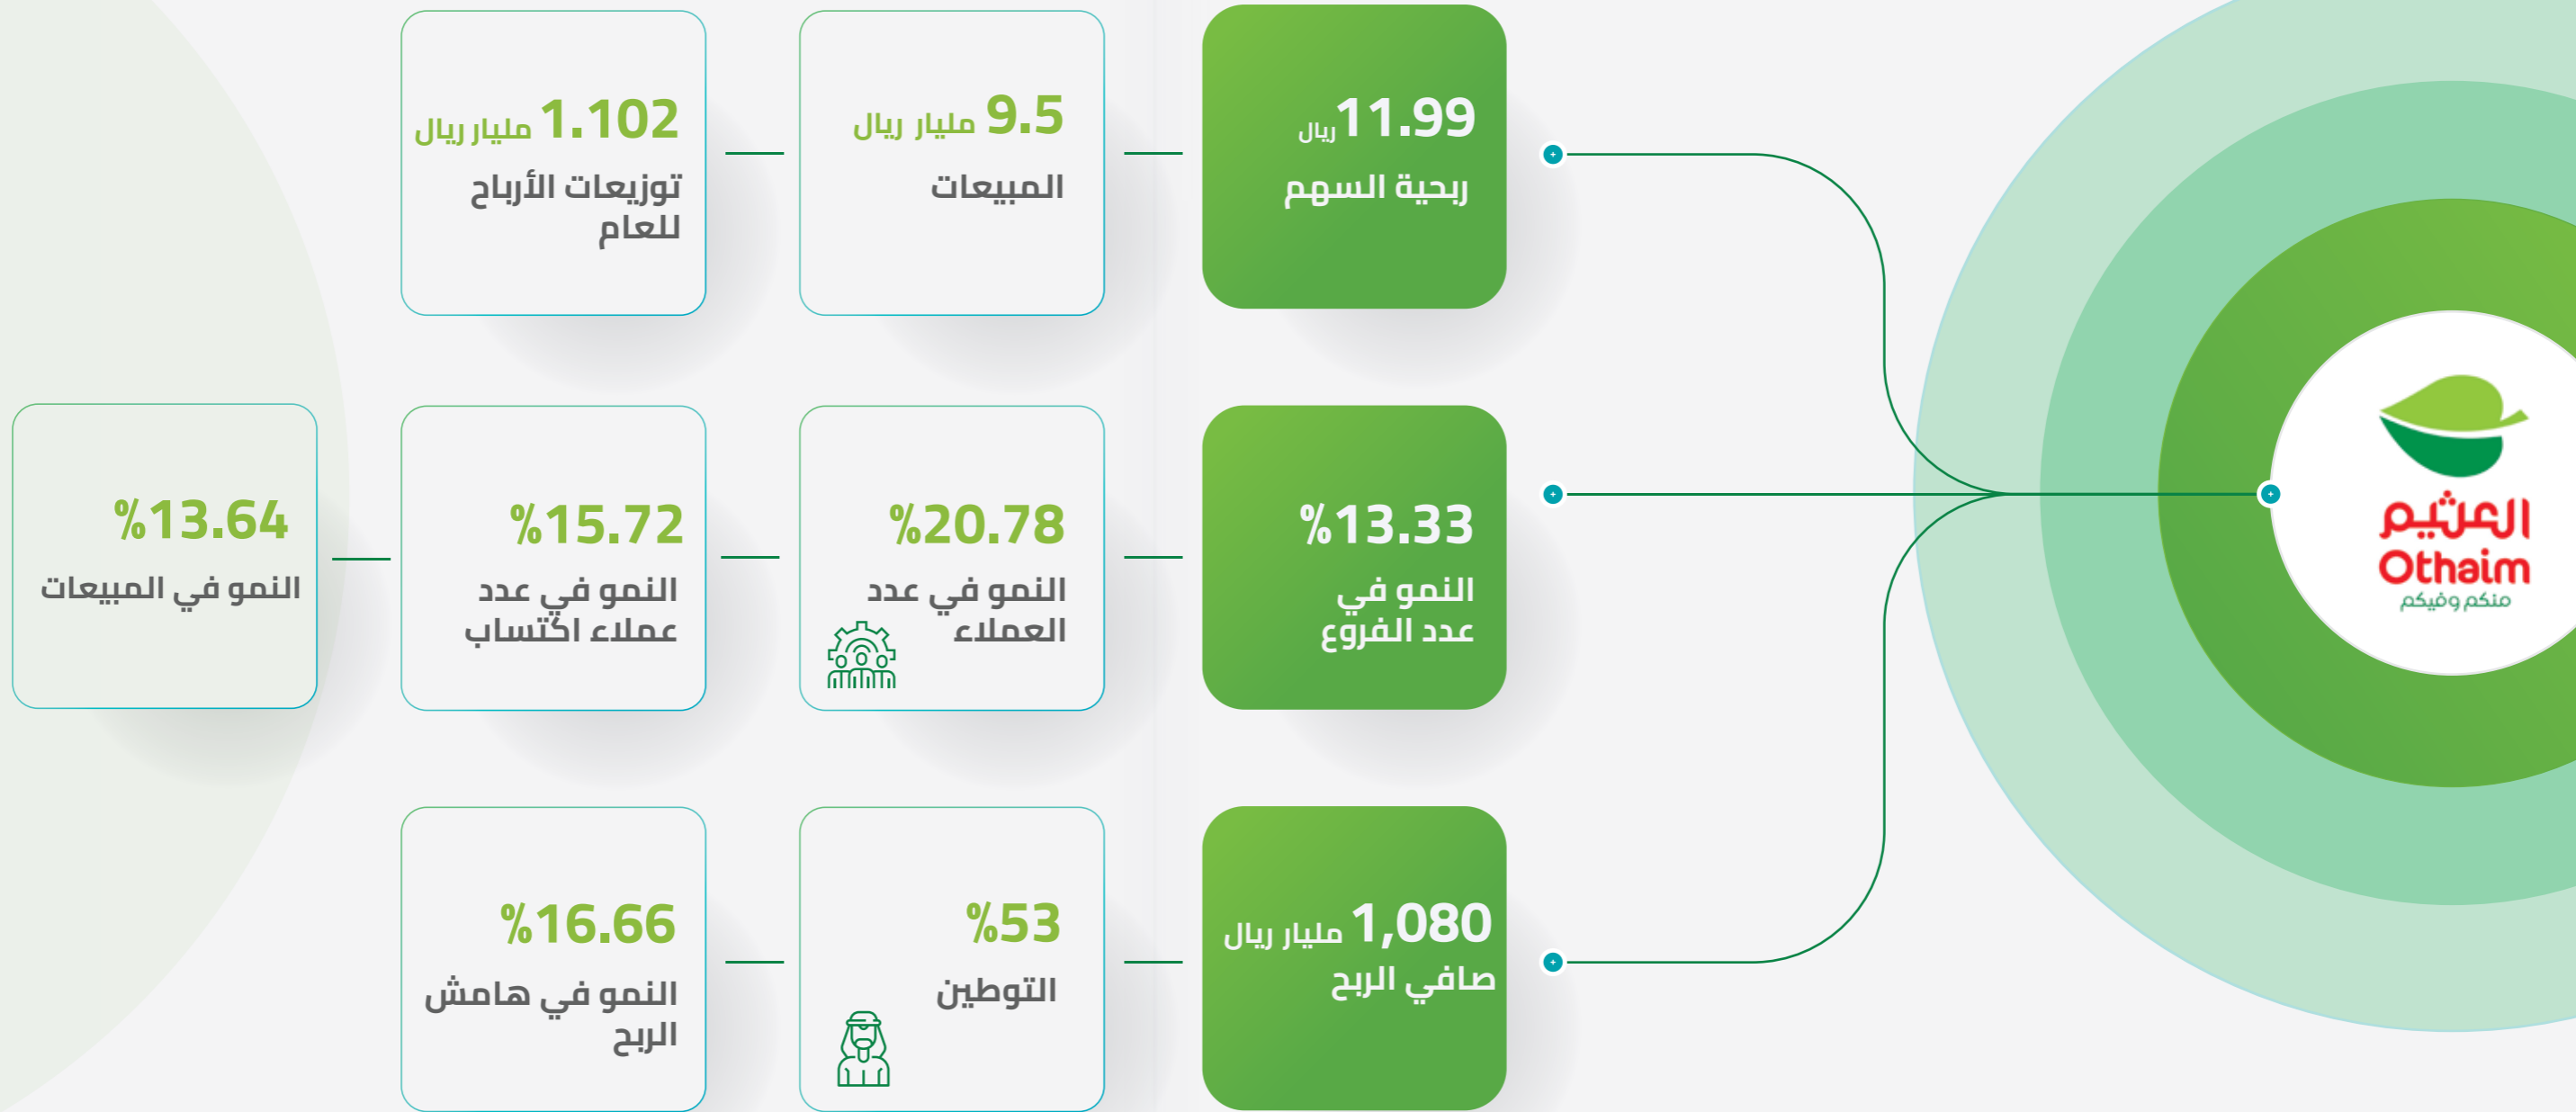 العثيم
Othaim
منكم وفيكم
11.99 ريال
ربحية السهم
9.5 مليار ريال
المبيعات
1.102 مليار ريال
توزيعات الأرباح
للعام
%13.33
النمو في
عدد الفروع
%20.78
النمو في عدد
العملاء
%15.72
النمو في عدد
عملاء اكتساب
%13.64
النمو في المبيعات
1,080 مليار ريال
صافي الربح
%53
التوطين
%16.66
النمو في هامش
الربح